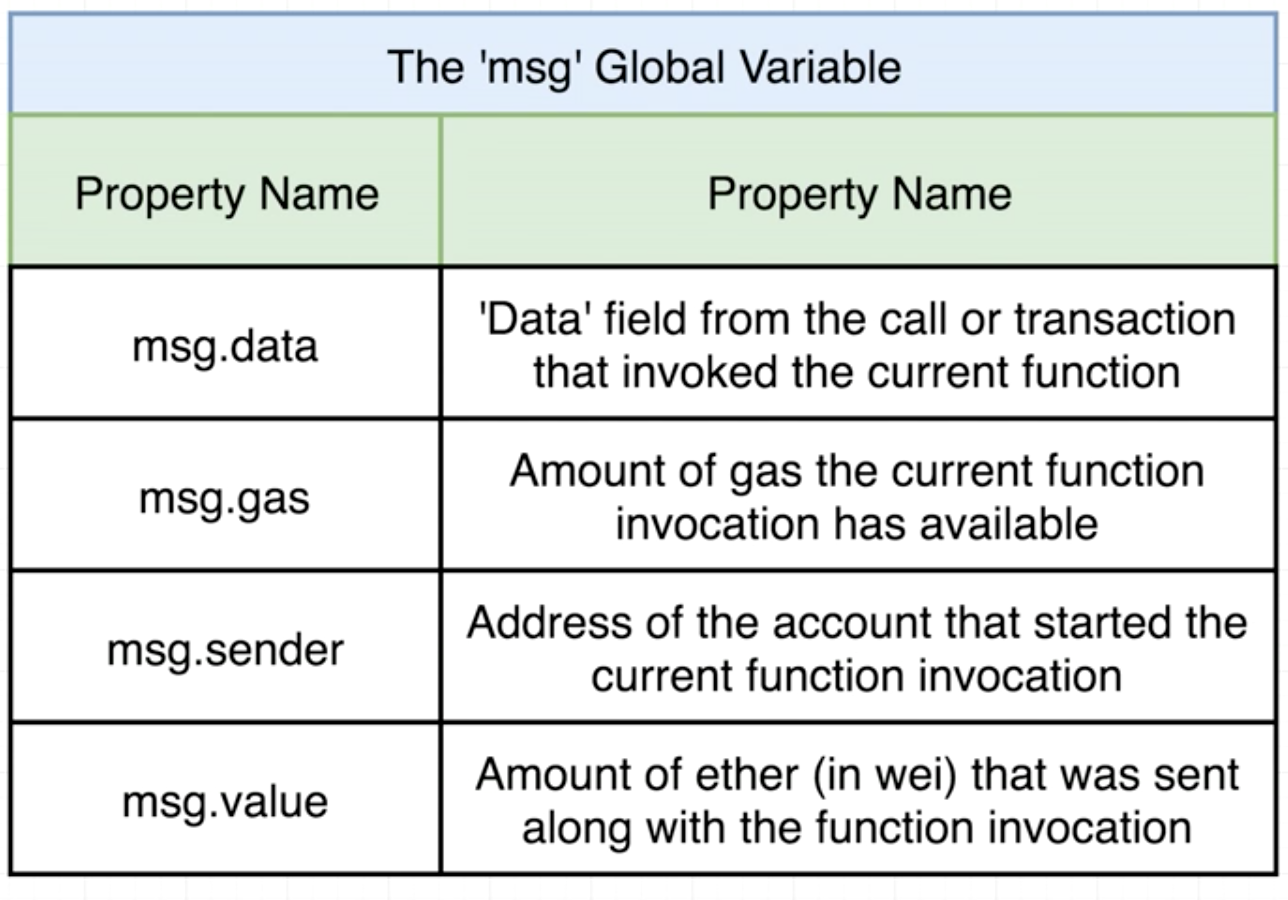 The 'msg' Global Variable
Property Name
Property Name
msg.data
'Data' field from the call or transaction
that invoked the current function
msg.gas
Amount of gas the current function
invocation has available
msg.sender
Address of the account that started the
current function invocation
msg.value
Amount of ether (in wei) that was sent
along with the function invocation